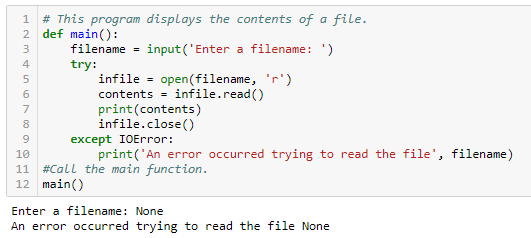 1 # This program displays the contents of a file.
2 def main():
3     filename = input('Enter a filename: ')
4     try:
5         infile = open(filename, 'r')
6         contents = infile.read()
7         print(contents)
8         infile.close()
9     except IOError:
10         print('An error occurred trying to read the file', filename)
11 #Call the main function.
12 main()
Enter a filename: None
An error occurred trying to read the file None